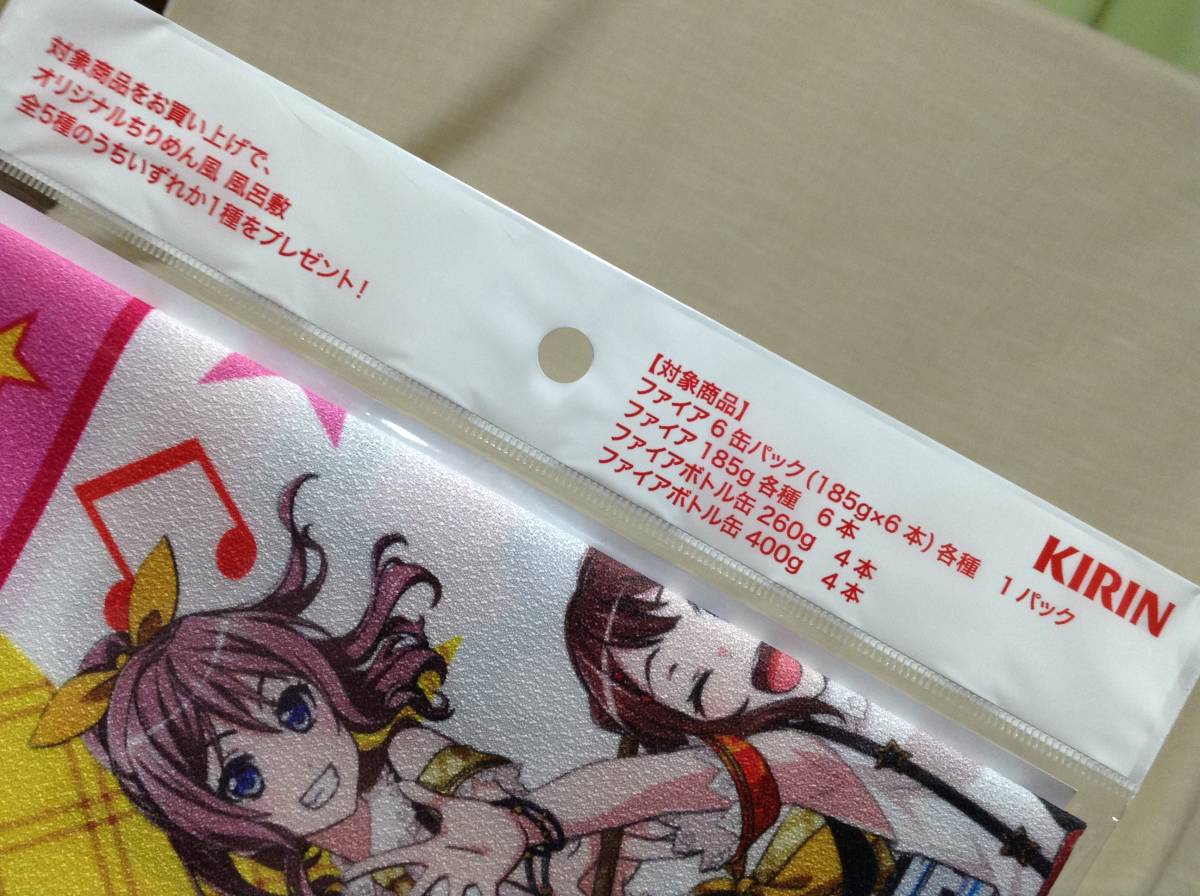 対象商品をお買い上げで、
オリジナルちりめん風 風呂敷
全5種のうちいずれか1種をプレゼント!
【対象商品】
ファイア6缶パック(185g×6本)各種 1パック
ファイア 185g 各種 6本
ファイアボトル缶 260g 4本
ファイアボトル缶 400g 4本
KIRIN